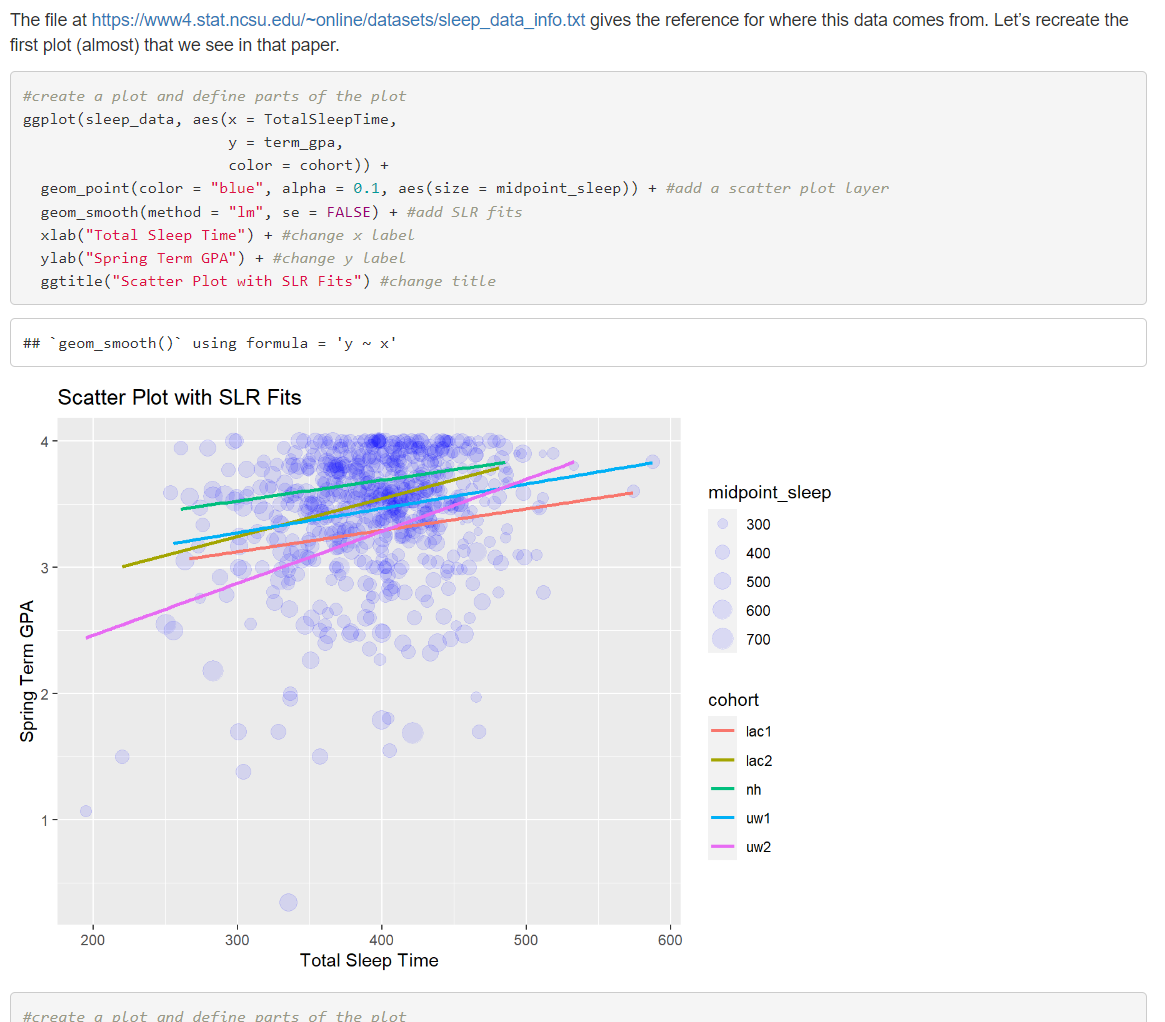 The file at https://www4.stat.ncsu.edu/~online/datasets/sleep_data_info.txt gives the reference for where this data comes from. Let's recreate the
first plot (almost) that we see in that paper.
#create a plot and define parts of the plot
ggplot(sleep_data, aes(x = TotalSleepTime,
y = term_gpa,
color = cohort)) +
geom_point(color = "blue", alpha = 0.1, aes(size = midpoint_sleep)) + #add a scatter plot layer
geom_smooth(method = "lm", se = FALSE) + #add SLR fits
xlab("Total Sleep Time") + #change x label
ylab("Spring Term GPA") + #change y label
ggtitle("Scatter Plot with SLR Fits") #change title
## `geom_smooth()` using formula = 'y ~ x'
Scatter Plot with SLR Fits
4
3
2
1
Spring Term GPA
200 300 400 500 600
Total Sleep Time
midpoint_sleep
300
400
500
600
700
cohort
lac1
lac2
nh
uw1
uw2
#create a plot and define parts of the plot